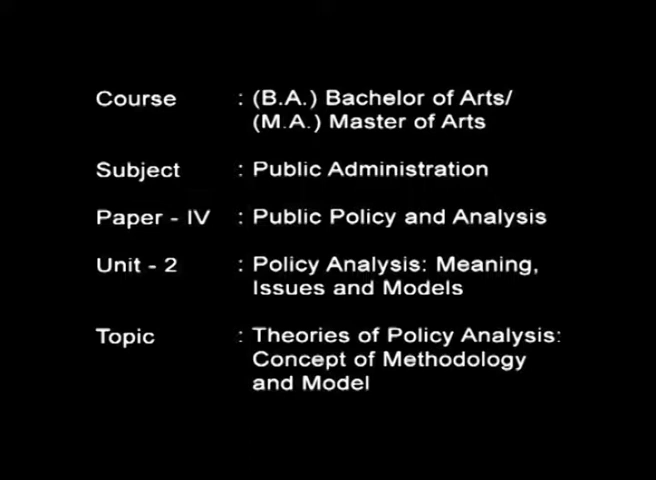 Course : (B.A.) Bachelor of Arts/
(M.A.) Master of Arts
Subject : Public Administration
Paper - IV : Public Policy and Analysis
Unit - 2 : Policy Analysis: Meaning,
Issues and Models
Topic : Theories of Policy Analysis:
Concept of Methodology
and Model